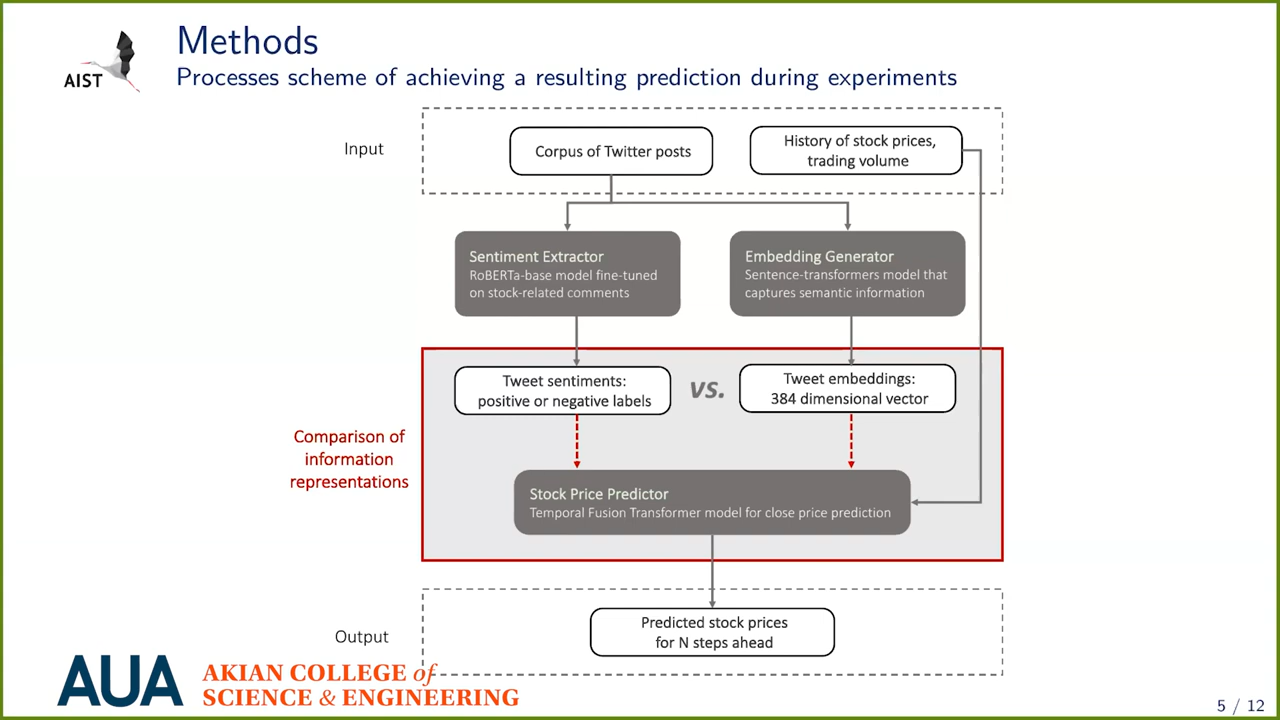 AIST
Methods
Processes scheme of achieving a resulting prediction during experiments
Input
Corpus of Twitter posts
History of stock prices,
trading volume
Sentiment Extractor
RoBERTa-base model fine-tuned
on stock-related comments
Embedding Generator
Sentence-transformers model that
captures semantic information
Tweet sentiments:
positive or negative labels
vs.
Tweet embeddings:
384 dimensional vector
Comparison of
information
representations
Stock Price Predictor
Temporal Fusion Transformer model for close price prediction
Output
Predicted stock prices
for N steps ahead
AUA
AKIAN COLLEGE of
SCIENCE & ENGINEERING
5 / 12